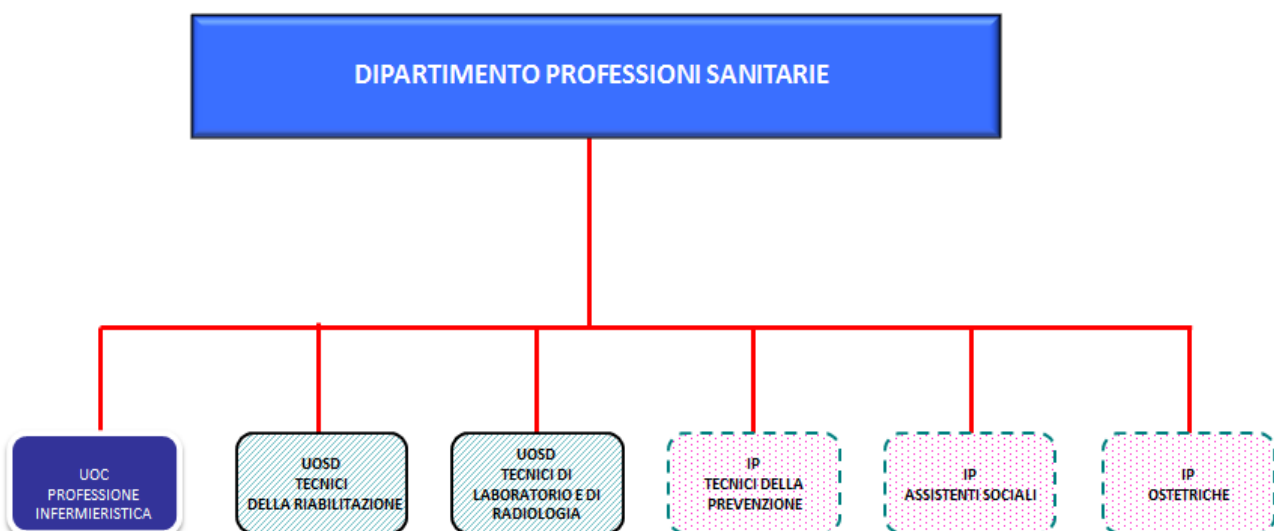 DIPARTIMENTO PROFESSIONI SANITARIE
UOC
PROFESSIONE
INFERMIERISTICA
UOSD
TECNICI
DELLA RIABILITAZIONE
UOSD
TECNICI DI
LABORATORIO E DI
RADIOLOGIA
IP
TECNICI DELLA
PREVENZIONE
IP
ASSISTENTI SOCIALI
IP
OSTETRICHE